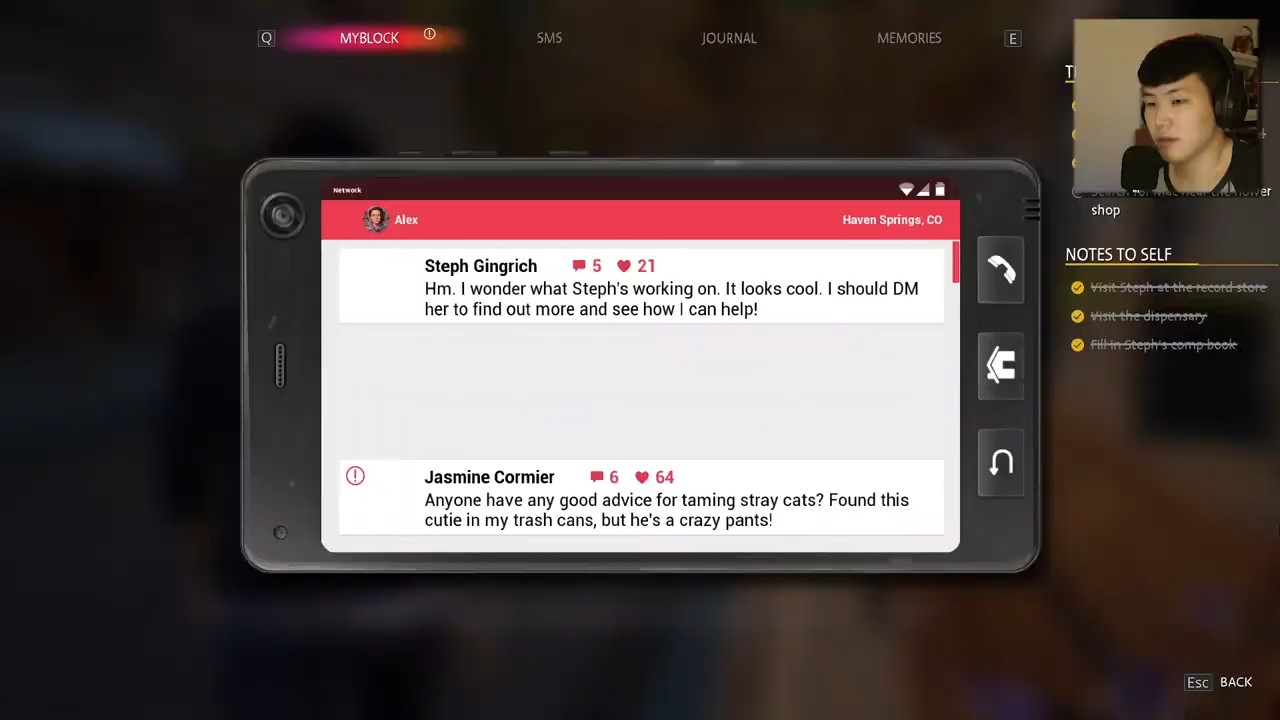 Q MYBLOCK SMS JOURNAL MEMORIES E
Network
Alex Haven Springs, CO
Steph Gingrich 5 21
Hm. I wonder what Steph's working on. It looks cool. I should DM
her to find out more and see how I can help!
Jasmine Cormier 6 64
Anyone have any good advice for taming stray cats? Found this
cutie in my trash cans, but he's a crazy pants!
shop
NOTES TO SELF
Visit Steph at the record store
Visit the dispensary
Fill in Steph's comp book
Esc BACK